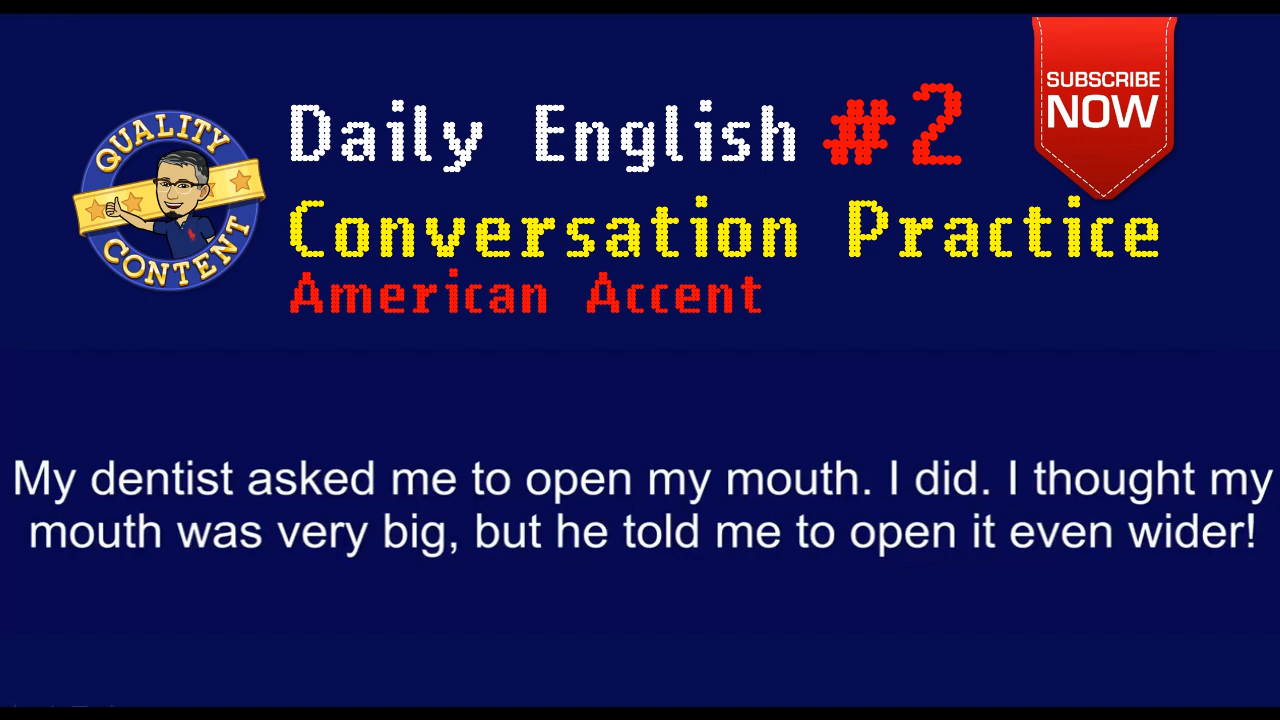 QUALITY
CONTENT
Daily English #2
Conversation Practice
American Accent
SUBSCRIBE
NOW
My dentist asked me to open my mouth. I did. I thought my
mouth was very big, but he told me to open it even wider!